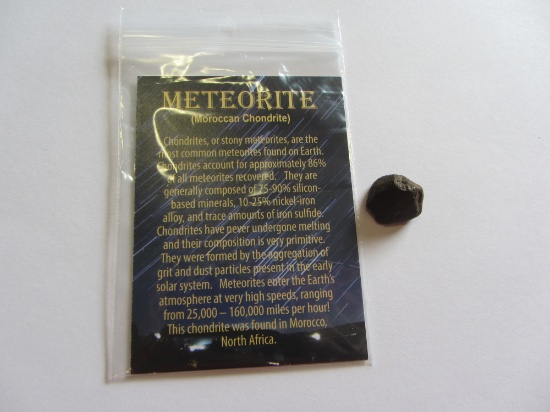 METEORITE
(Moroccan Chondrite)
Chondrites, or stony meteorites, are the
most common meteorites found on Earth.
Chondrites account for approximately 86%
of all meteorites recovered. They are
generally composed of 75-90% silicon-
based minerals, 10-25% nickel-iron
alloy, and trace amounts of iron sulfide.
Chondrites have never undergone melting
and their composition is very primitive.
They were formed by the aggregation of
grit and dust particles present in the early
solar system. Meteorites enter the Earth's
atmosphere at very high speeds, ranging
from 25,000 – 160,000 miles per hour!
This chondrite was found in Morocco,
North Africa.